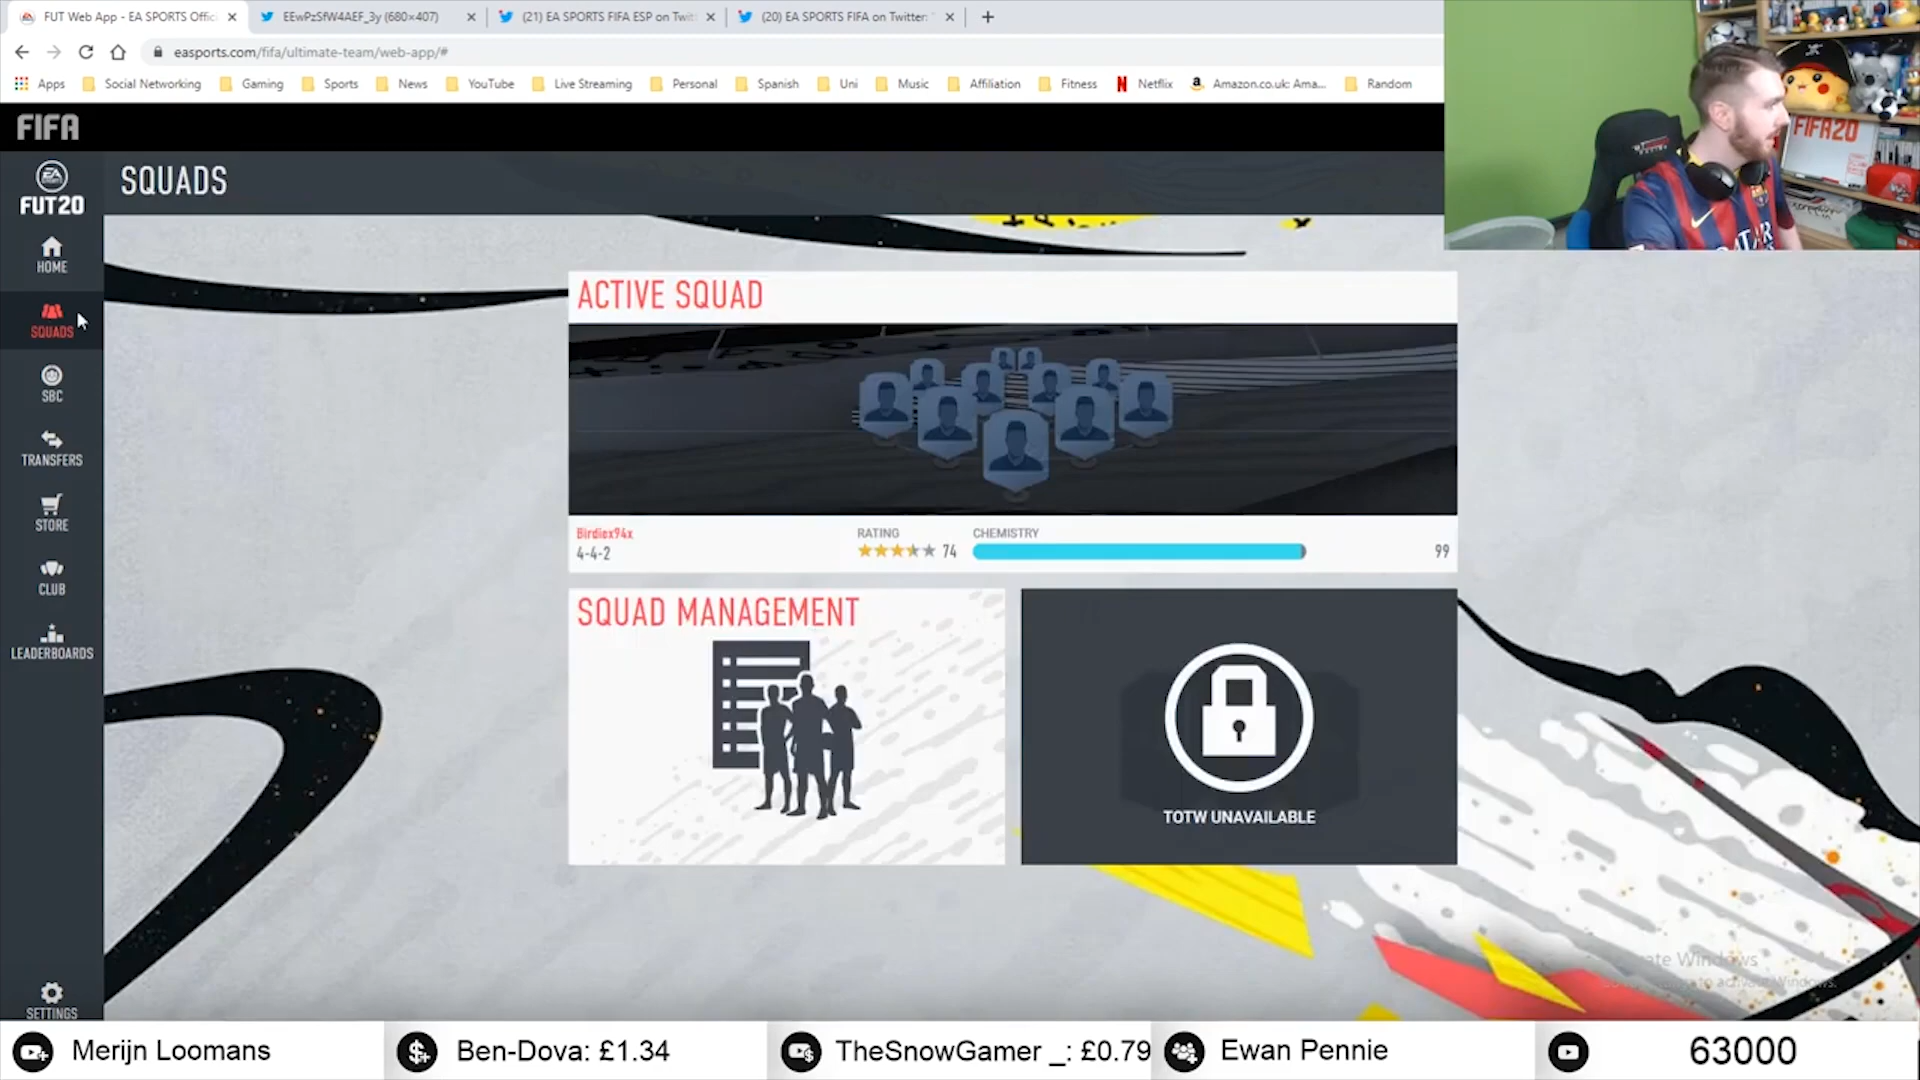 FUT Web App - EA SPORTS Offic
EEwPzSfW4AEF_3y (680×407)
(21) EA SPORTS FIFA ESP on Twit
(20) EA SPORTS FIFA on Twitter: "
easports.com/fifa/ultimate-team/web-app/#
Apps
Social Networking
Gaming
Sports
News
YouTube
Live Streaming
Personal
Spanish
Uni
Music
Affiliation
Fitness
Netflix
Amazon.co.uk: Ama...
Random
FIFA
FIFA20
EA
FUT20
SQUADS
HOME
SQUADS
SBC
TRANSFERS
STORE
CLUB
LEADERBOARDS
SETTINGS
ACTIVE SQUAD
Birdiex94x
4-4-2
RATING
74
CHEMISTRY
99
SQUAD MANAGEMENT
TOTW UNAVAILABLE
Merijn Loomans
Ben-Dova: £1.34
TheSnowGamer _: £0.79
Ewan Pennie
63000